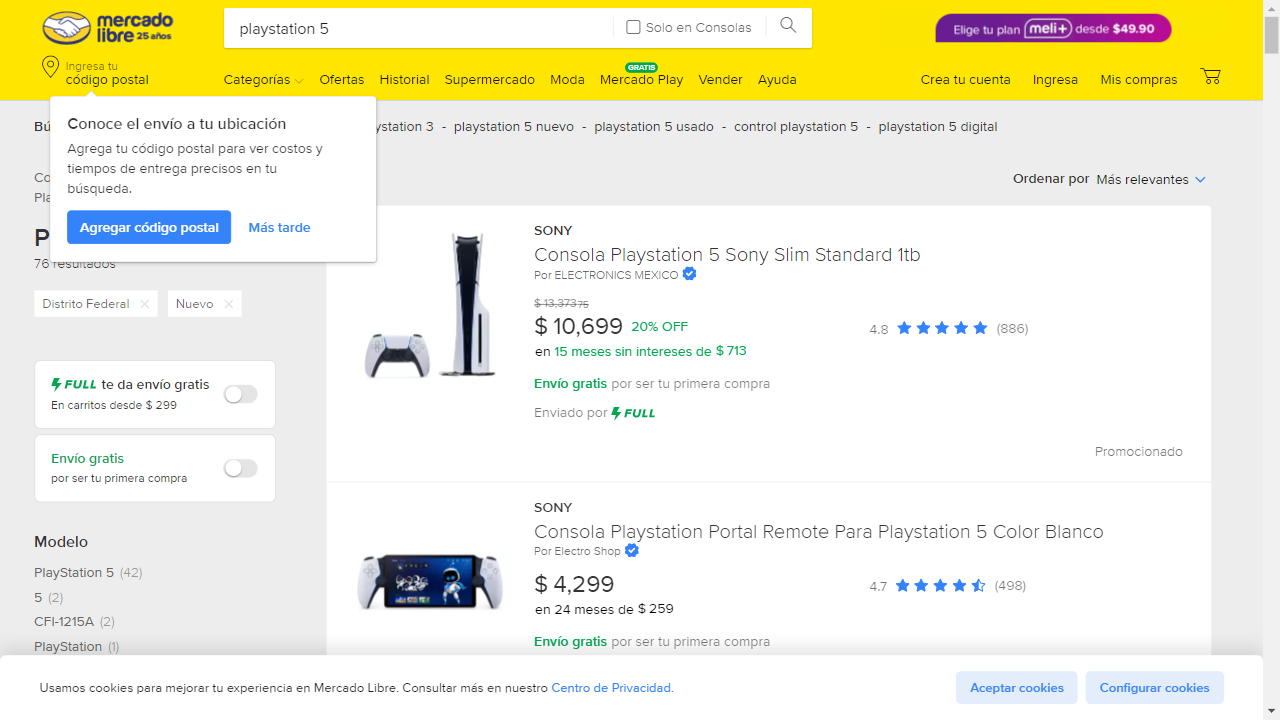 mercado
libre 25 años
playstation 5
Solo en Consolas
Elige tu plan meli+ desde $49.90
Ingresa tu
código postal
Categorías
Ofertas
Historial
Supermercado
Moda
GRATIS
Mercado Play
Vender
Ayuda
Crea tu cuenta
Ingresa
Mis compras
Conoce el envío a tu ubicación
Agrega tu código postal para ver costos y
tiempos de entrega precisos en tu
búsqueda.
Agregar código postal
Más tarde
ystation 3 - playstation 5 nuevo - playstation 5 usado - control playstation 5 - playstation 5 digital
Ordenar por Más relevantes
76 resultados
Distrito Federal
Nuevo
FULL te da envío gratis
En carritos desde $ 299
Envío gratis
por ser tu primera compra
Modelo
PlayStation 5 (42)
5 (2)
CFI-1215A (2)
PlayStation (1)
SONY
Consola Playstation 5 Sony Slim Standard 1tb
Por ELECTRONICS MEXICO
$ 13,373 75
$ 10,699 20% OFF
en 15 meses sin intereses de $ 713
4.8 (886)
Envío gratis por ser tu primera compra
Enviado por FULL
Promocionado
SONY
Consola Playstation Portal Remote Para Playstation 5 Color Blanco
Por Electro Shop
$ 4,299
en 24 meses de $ 259
4.7 (498)
Envío gratis por ser tu primera compra
Usamos cookies para mejorar tu experiencia en Mercado Libre. Consultar más en nuestro Centro de Privacidad.
Aceptar cookies
Configurar cookies